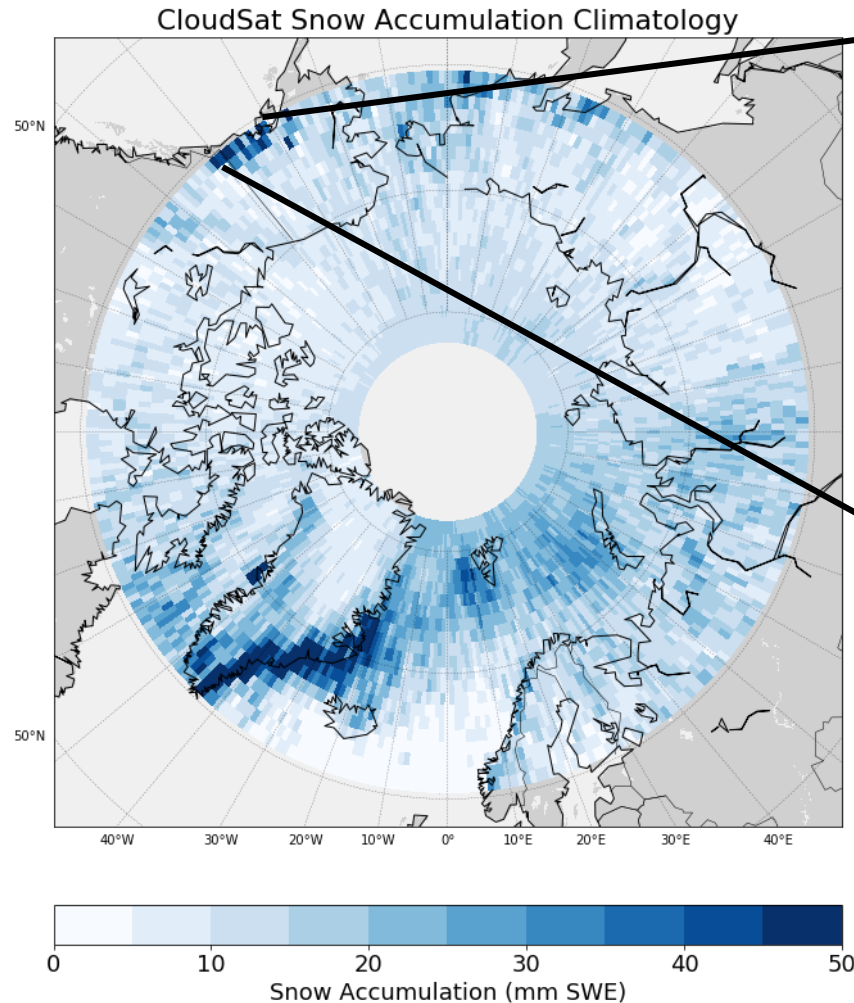 CloudSat Snow Accumulation Climatology
50°N
50°N
40°W 30°W 20°W 10°W 0° 10°E 20°E 30°E 40°E
0 10 20 30 40 50
Snow Accumulation (mm SWE)